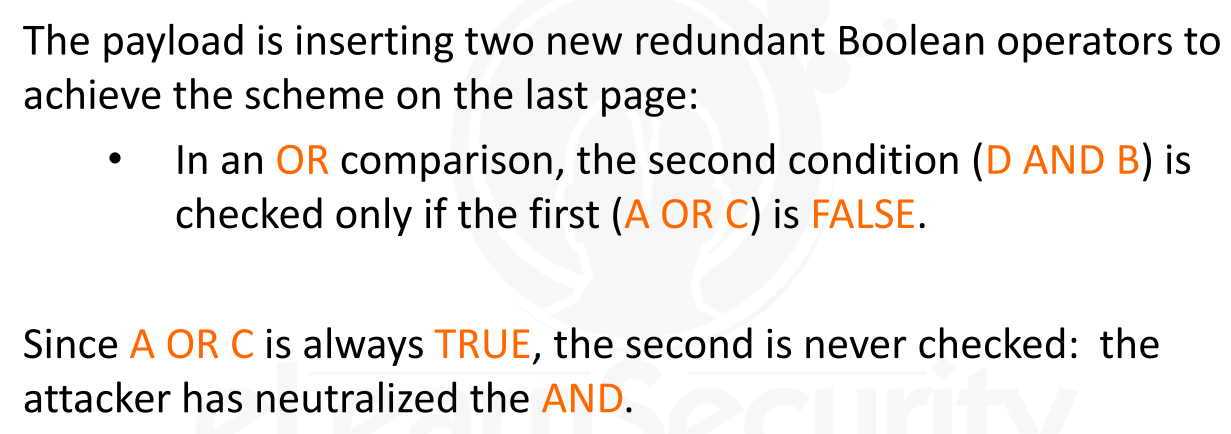 The payload is inserting two new redundant Boolean operators to
achieve the scheme on the last page:
• In an OR comparison, the second condition (D AND B) is
checked only if the first (A OR C) is FALSE.
Since A OR C is always TRUE, the second is never checked:  the
attacker has neutralized the AND.
eLearnSecurity